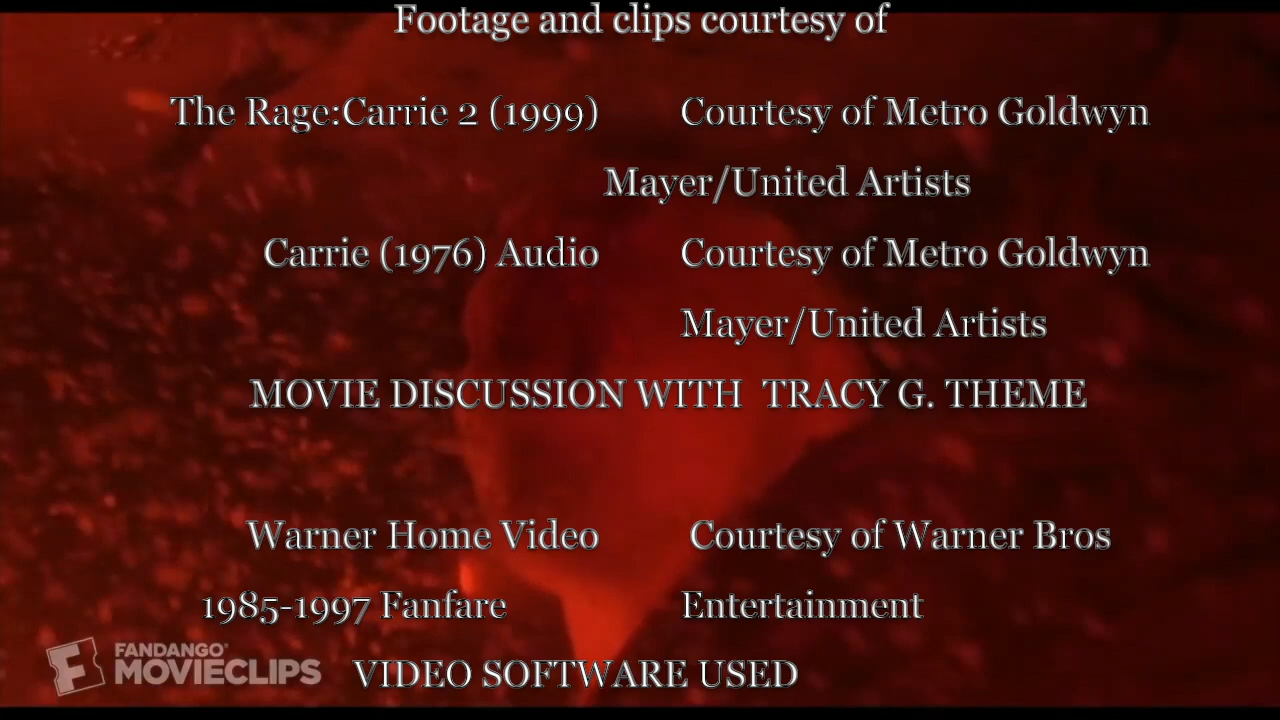 Footage and clips courtesy of
The Rage:Carrie 2 (1999) Courtesy of Metro Goldwyn
Mayer/United Artists
Carrie (1976) Audio Courtesy of Metro Goldwyn
Mayer/United Artists
MOVIE DISCUSSION WITH TRACY G. THEME
Warner Home Video Courtesy of Warner Bros
1985-1997 Fanfare Entertainment
FANDANGO
MOVIECLIPS
VIDEO SOFTWARE USED